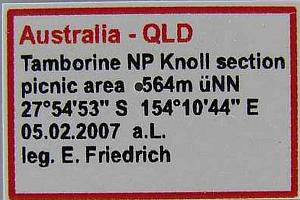 Australia - QLD
Tamborine NP Knoll section
picnic area 564m üNN
27°54'53" S 154°10'44" E
05.02.2007 a.L.
leg. E. Friedrich